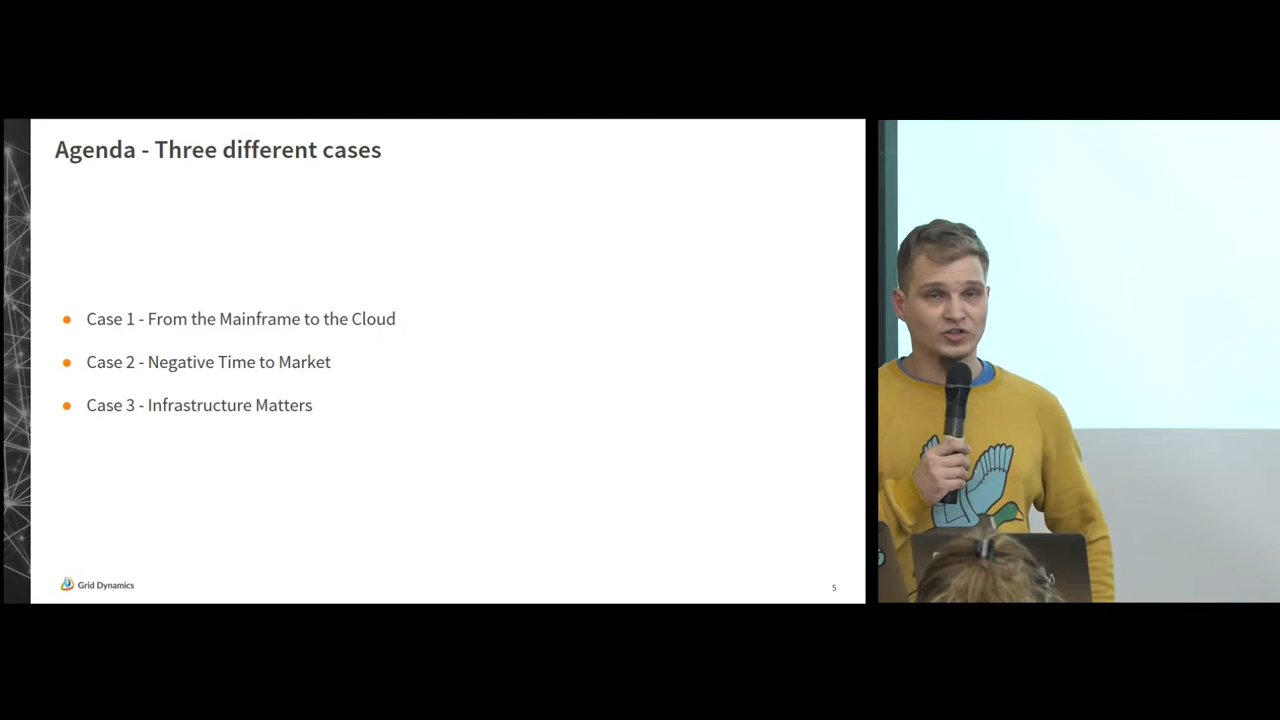 Agenda - Three different cases
Case 1 - From the Mainframe to the Cloud
Case 2 - Negative Time to Market
Case 3 - Infrastructure Matters
Grid Dynamics
5